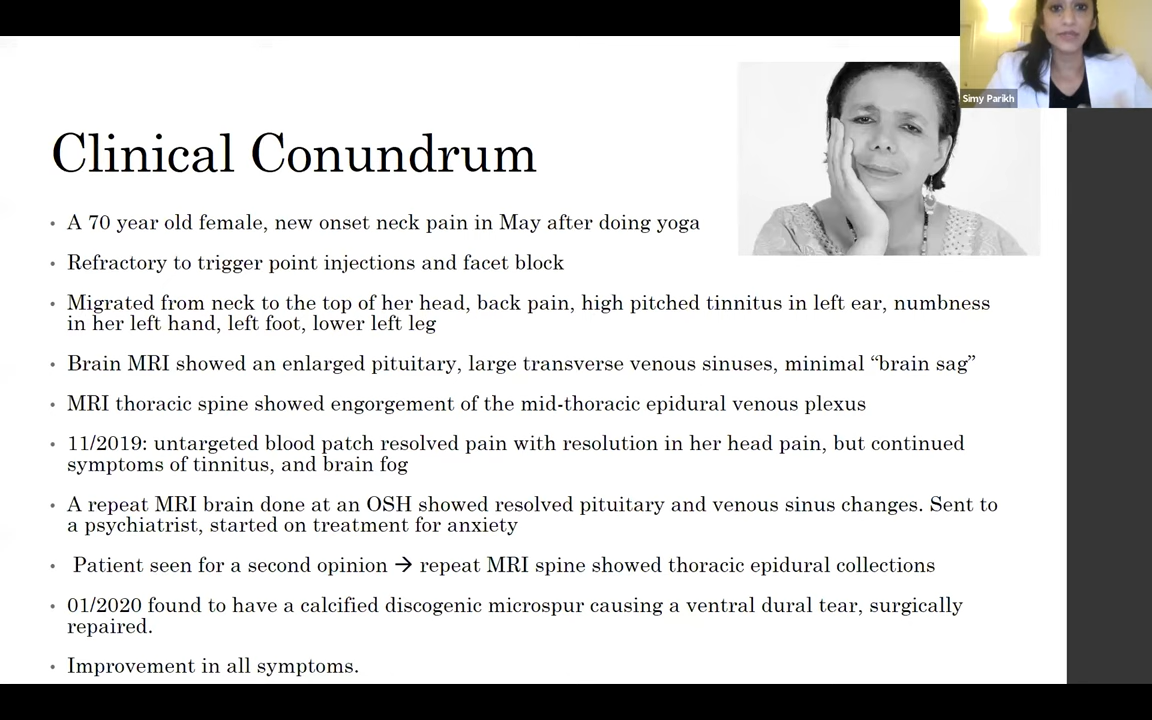 Simy Parikh
Clinical Conundrum
• A 70 year old female, new onset neck pain in May after doing yoga
• Refractory to trigger point injections and facet block
• Migrated from neck to the top of her head, back pain, high pitched tinnitus in left ear, numbness
in her left hand, left foot, lower left leg
• Brain MRI showed an enlarged pituitary, large transverse venous sinuses, minimal “brain sag”
• MRI thoracic spine showed engorgement of the mid-thoracic epidural venous plexus
• 11/2019: untargeted blood patch resolved pain with resolution in her head pain, but continued
symptoms of tinnitus, and brain fog
• A repeat MRI brain done at an OSH showed resolved pituitary and venous sinus changes. Sent to
a psychiatrist, started on treatment for anxiety
• Patient seen for a second opinion → repeat MRI spine showed thoracic epidural collections
• 01/2020 found to have a calcified discogenic microspur causing a ventral dural tear, surgically
repaired.
• Improvement in all symptoms.